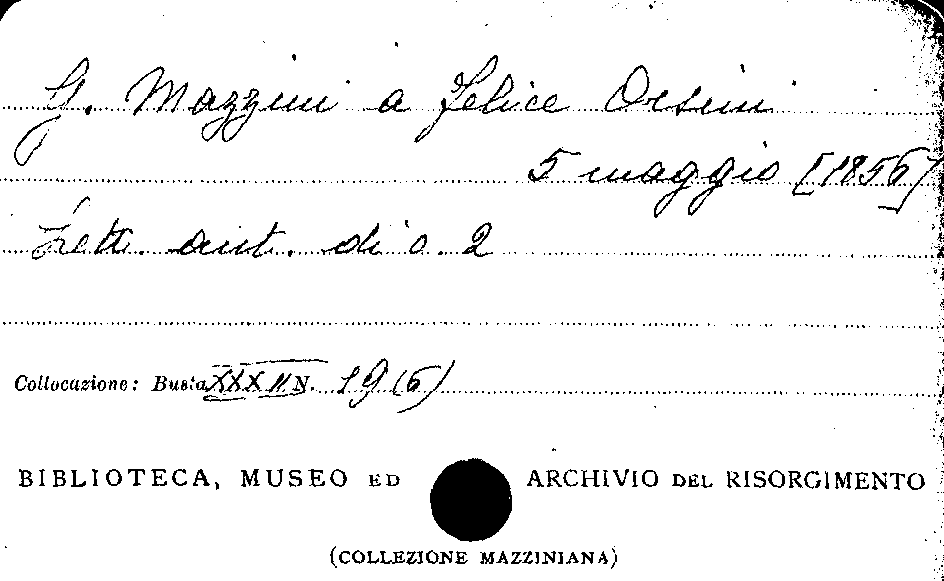 G. Mazzini a Felice Orsini
5 maggio [1856]
Lett. aut. di c. 2
Collocazione: Busta XXXII N. 19 (6)
BIBLIOTECA, MUSEO ED ARCHIVIO DEL RISORGIMENTO
(COLLEZIONE MAZZINIANA)